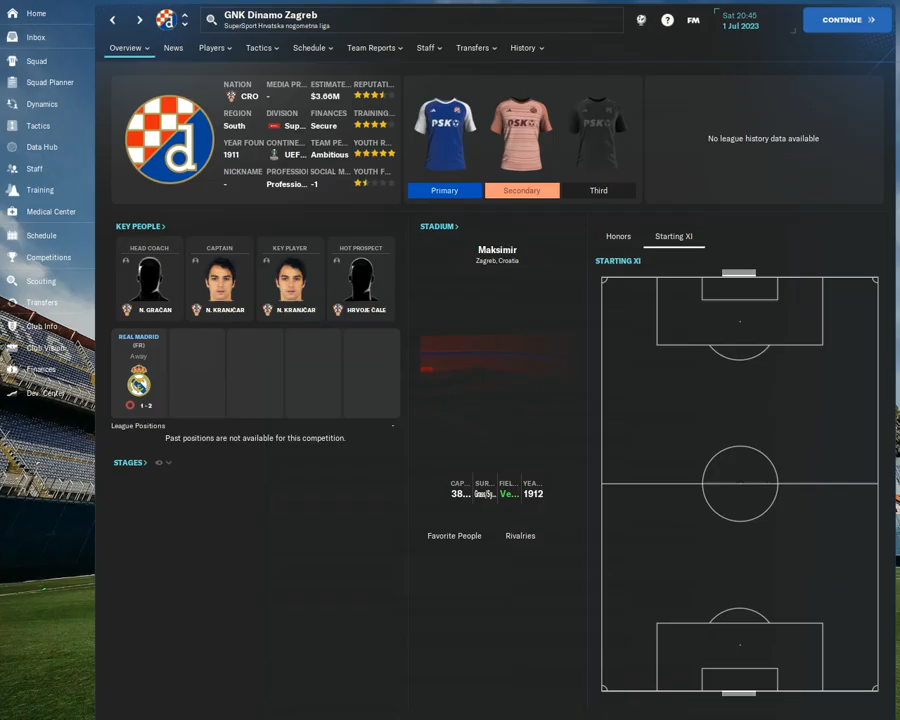 Home
Inbox
Squad
Squad Planner
Dynamics
Tactics
Data Hub
Staff
Training
Medical Center
Schedule
Competitions
Scouting
Transfers
Club Info
Club Vision
Finances
Dev. Center
GNK Dinamo Zagreb
SuperSport Hrvatska nogometna liga
FM
Sat 20:45
1 Jul 2023
CONTINUE
Overview
News
Players
Tactics
Schedule
Team Reports
Staff
Transfers
History
NATION MEDIA PR... ESTIMATE... REPUTATI...
CRO - $3.66M
REGION DIVISION FINANCES TRAINING...
South Sup... Secure
YEAR FOUN CONTINE... TEAM PE... YOUTH R...
1911 UEF... Ambitious
NICKNAME PROFESSIO SOCIAL M... YOUTH F...
- Professio... -1
PSK
PSK
PSK
Primary
Secondary
Third
No league history data available
KEY PEOPLE
HEAD COACH
N. GRAČAN
CAPTAIN
N. KRANJČAR
KEY PLAYER
N. KRANJČAR
HOT PROSPECT
HRVOJE ČALE
REAL MADRID
(FR)
Away
1 - 2
League Positions -
Past positions are not available for this competition.
STAGES
STADIUM
Maksimir
Zagreb, Croatia
CAP... SUR... FIEL... YEA...
38... Ve... 1912
Favorite People
Rivalries
Honors
Starting XI
STARTING XI